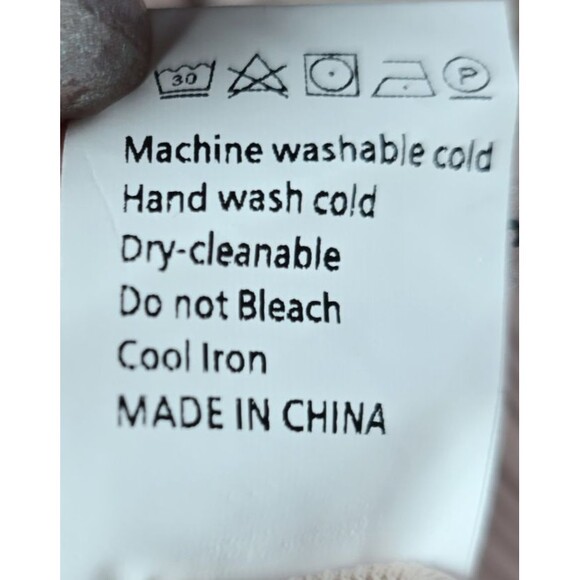 30 P
Machine washable cold
Hand wash cold
Dry-cleanable
Do not Bleach
Cool Iron
MADE IN CHINA